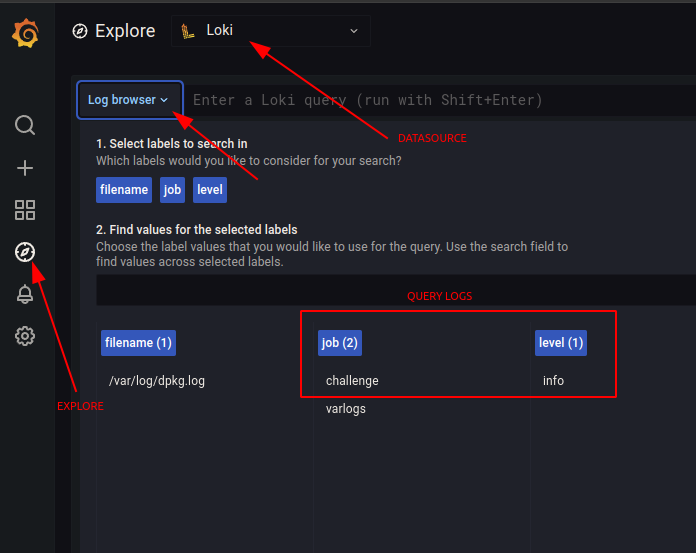 Explore
Loki
Log browser
Enter a Loki query (run with Shift+Enter)
DATASOURCE
1. Select labels to search in
Which labels would you like to consider for your search?
filename
job
level
2. Find values for the selected labels
Choose the label values that you would like to use for the query. Use the search field to
find values across selected labels.
QUERY LOGS
filename (1)
job (2)
level (1)
/var/log/dpkg.log
challenge
info
EXPLORE
varlogs